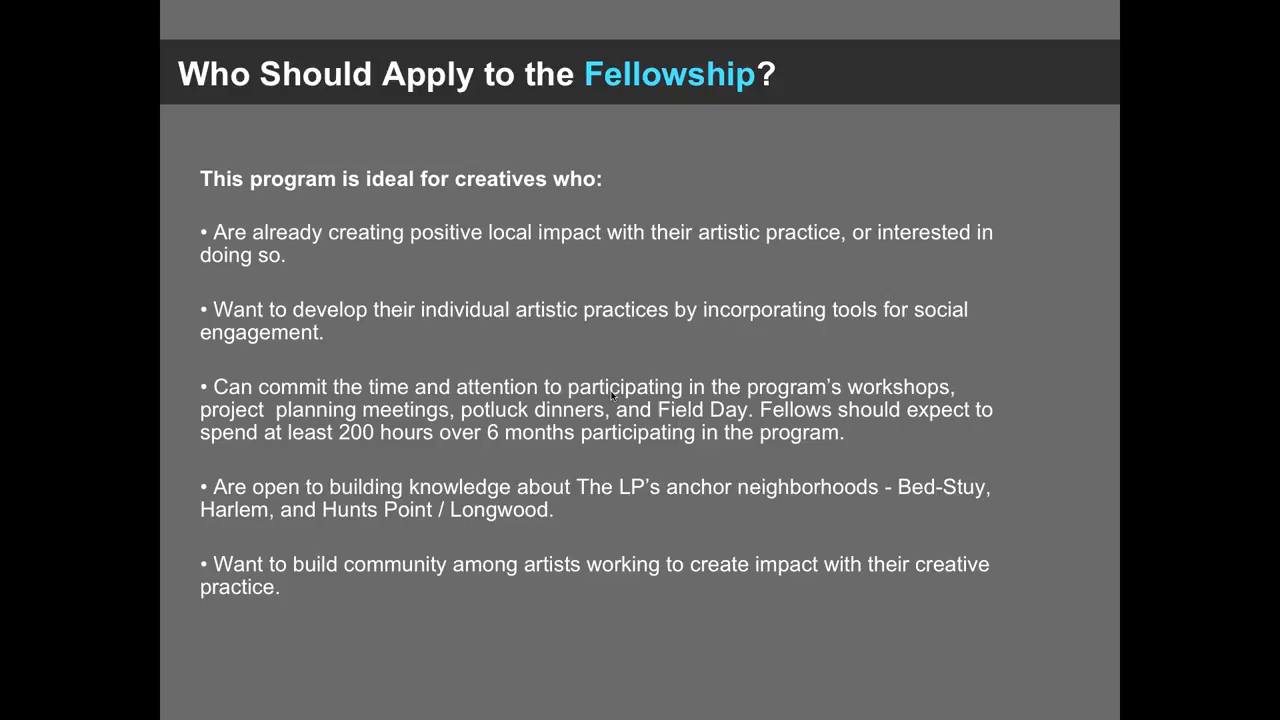 Who Should Apply to the Fellowship?
This program is ideal for creatives who:
• Are already creating positive local impact with their artistic practice, or interested in
doing so.
• Want to develop their individual artistic practices by incorporating tools for social
engagement.
• Can commit the time and attention to participating in the program’s workshops,
project  planning meetings, potluck dinners, and Field Day. Fellows should expect to
spend at least 200 hours over 6 months participating in the program.
• Are open to building knowledge about The LP’s anchor neighborhoods - Bed-Stuy,
Harlem, and Hunts Point / Longwood.
• Want to build community among artists working to create impact with their creative
practice.